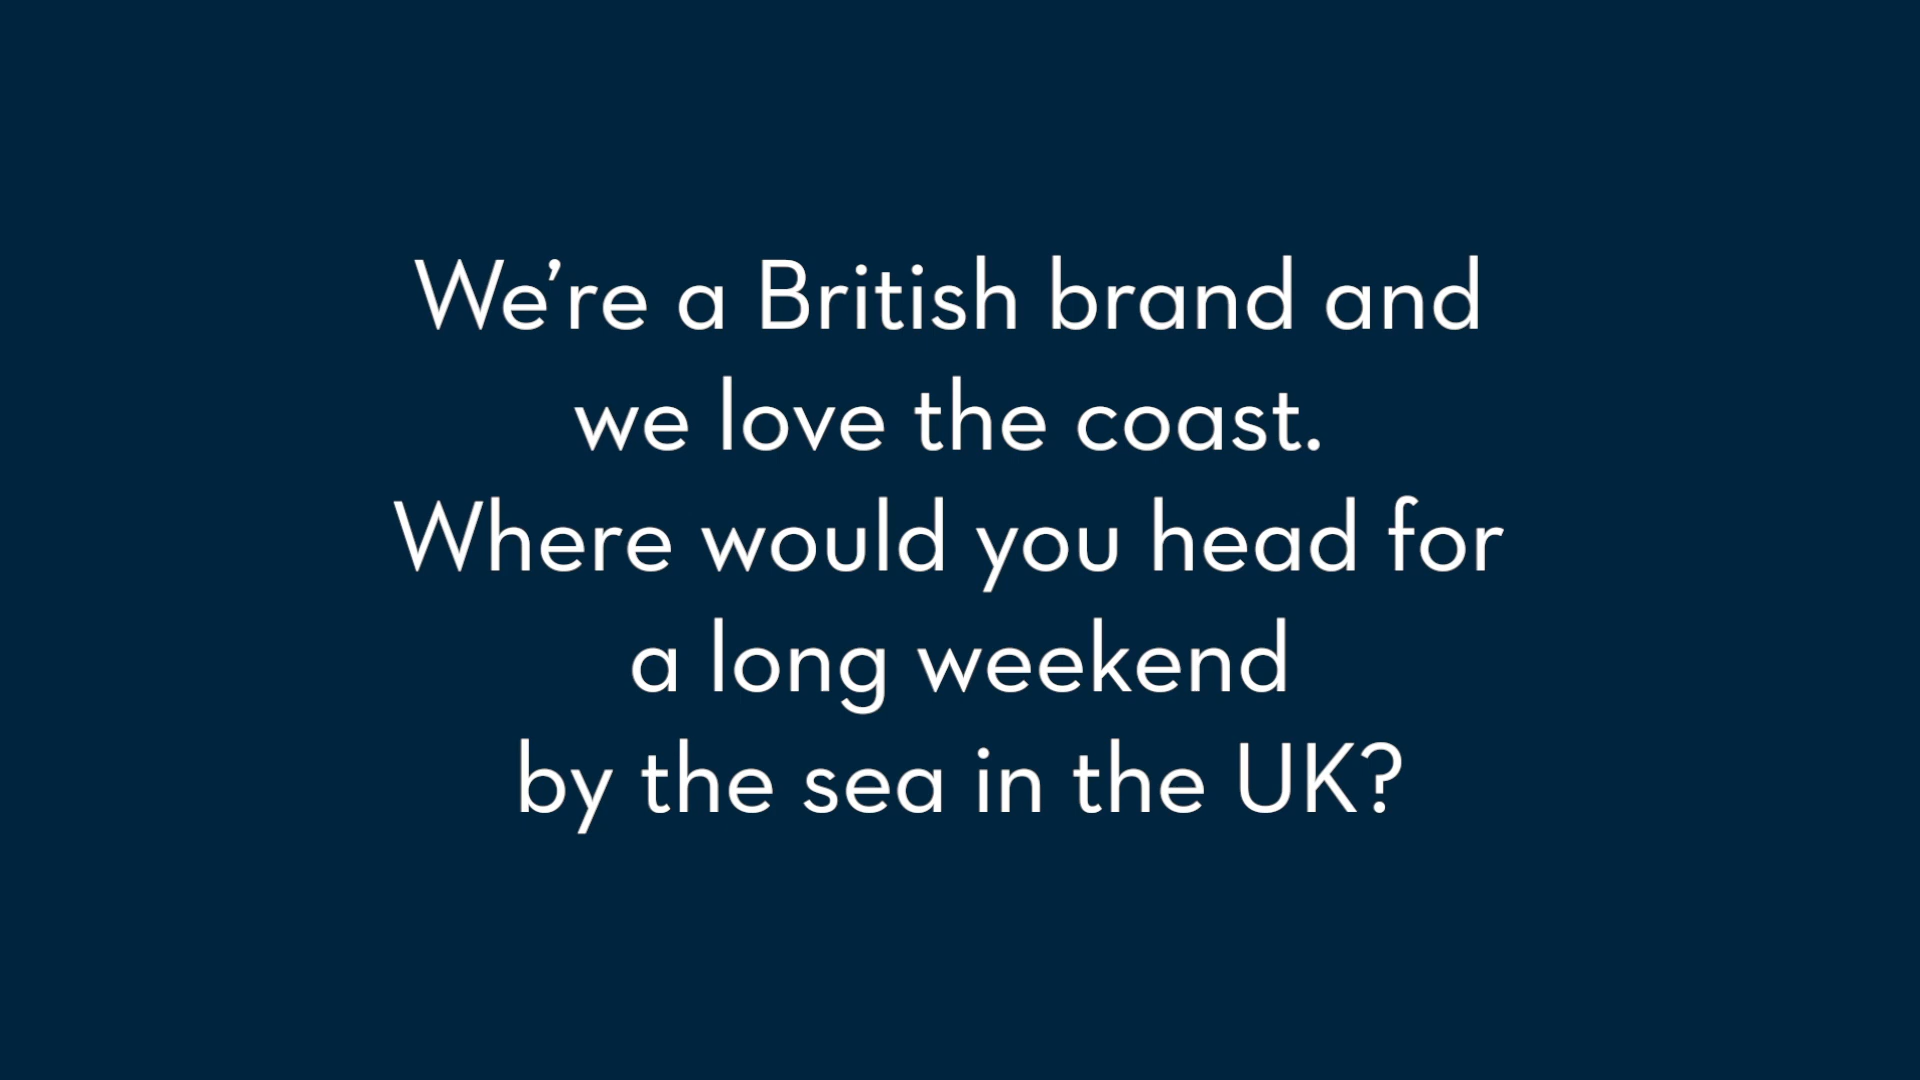 We’re a British brand and
we love the coast.
Where would you head for
a long weekend
by the sea in the UK?